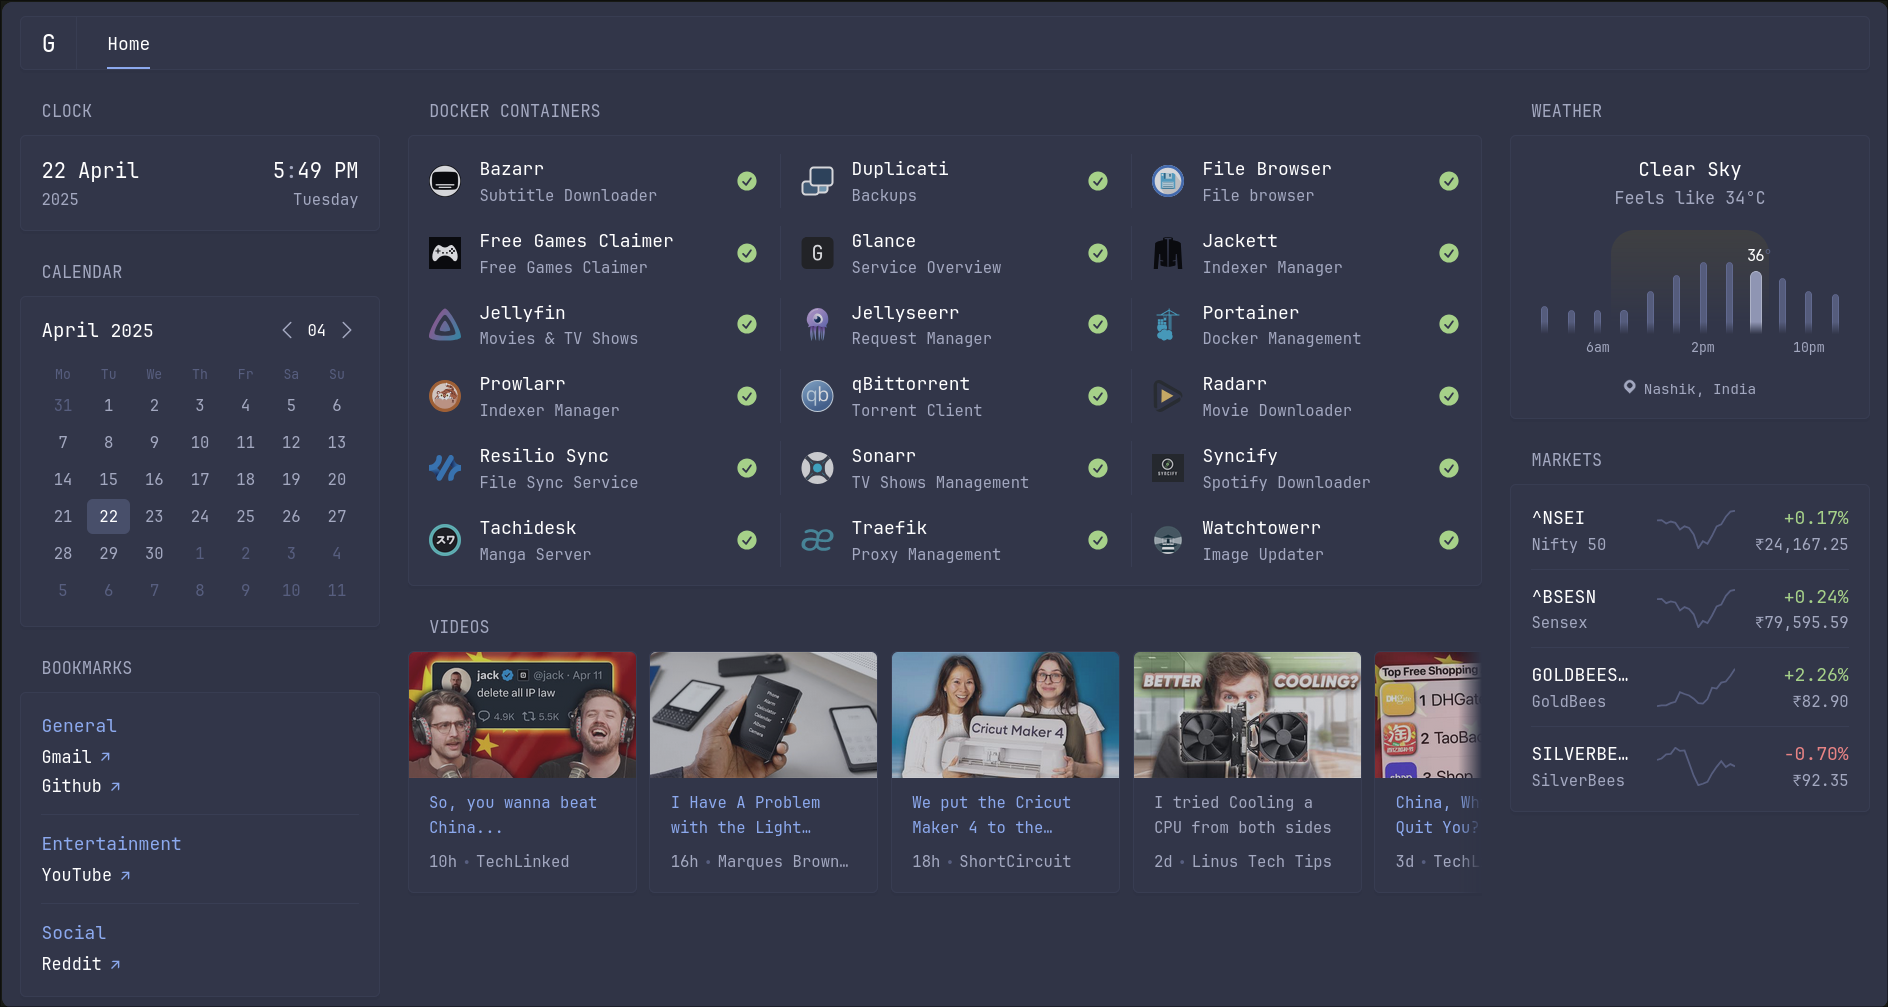 G
Home
CLOCK
22 April
5:49 PM
2025
Tuesday
CALENDAR
April 2025
04
Mo Tu We Th Fr Sa Su
31 1 2 3 4 5 6
7 8 9 10 11 12 13
14 15 16 17 18 19 20
21 22 23 24 25 26 27
28 29 30 1 2 3 4
5 6 7 8 9 10 11
BOOKMARKS
General
Gmail
Github
Entertainment
YouTube
Social
Reddit
DOCKER CONTAINERS
Bazarr
Subtitle Downloader
Duplicati
Backups
File Browser
File browser
Free Games Claimer
Free Games Claimer
G
Glance
Service Overview
Jackett
Indexer Manager
Jellyfin
Movies & TV Shows
Jellyseerr
Request Manager
Portainer
Docker Management
Prowlarr
Indexer Manager
qb
qBittorrent
Torrent Client
Radarr
Movie Downloader
Resilio Sync
File Sync Service
Sonarr
TV Shows Management
SYNCIFY
Syncify
Spotify Downloader
スワ
Tachidesk
Manga Server
æ
Traefik
Proxy Management
Watchtowerr
Image Updater
VIDEOS
jack @jack · Apr 11
delete all IP law
4.9K 5.5K
So, you wanna beat
China...
10h • TechLinked
Phone
Alarm
Calculator
Calendar
Album
Camera
I Have A Problem
with the Light…
16h • Marques Brown…
Cricut Maker 4
We put the Cricut
Maker 4 to the…
18h • ShortCircuit
BETTER COOLING?
I tried Cooling a
CPU from both sides
2d • Linus Tech Tips
Top Free Shopping
1 DHGat
淘
2 TaoBa
shop
3 Shop
China, Wh
Quit You?
3d • TechL
WEATHER
Clear Sky
Feels like 34°C
36°
6am 2pm 10pm
Nashik, India
MARKETS
^NSEI
+0.17%
Nifty 50
₹24,167.25
^BSESN
+0.24%
Sensex
₹79,595.59
GOLDBEES…
+2.26%
GoldBees
₹82.90
SILVERBE…
-0.70%
SilverBees
₹92.35